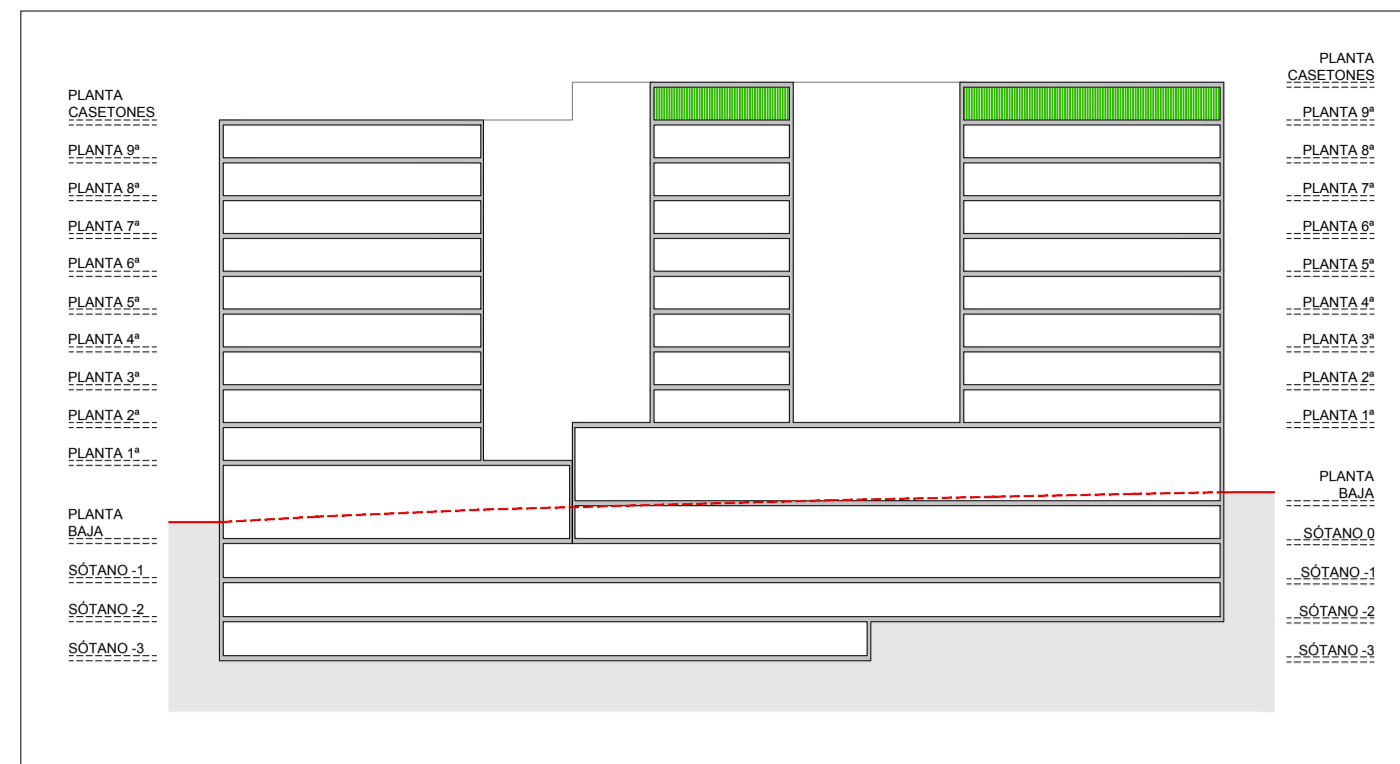 PLANTA
CASETONES
PLANTA 9ª
PLANTA 8ª
PLANTA 7ª
PLANTA 6ª
PLANTA 5ª
PLANTA 4ª
PLANTA 3ª
PLANTA 2ª
PLANTA 1ª
PLANTA
BAJA
SÓTANO -1
SÓTANO -2
SÓTANO -3
PLANTA
CASETONES
PLANTA 9ª
PLANTA 8ª
PLANTA 7ª
PLANTA 6ª
PLANTA 5ª
PLANTA 4ª
PLANTA 3ª
PLANTA 2ª
PLANTA 1ª
PLANTA
BAJA
SÓTANO 0
SÓTANO -1
SÓTANO -2
SÓTANO -3